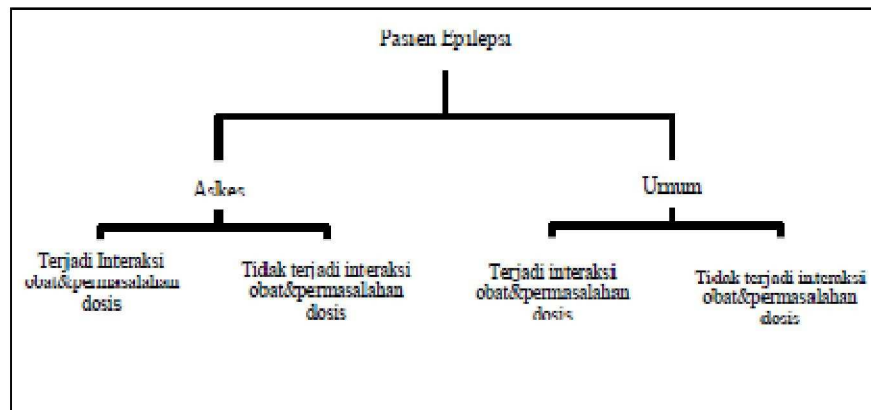 Pasien Epilepsi
Askes
Umum
Terjadi Interaksi
obat&permasalahan
dosis
Tidak terjadi interaksi
obat&permasalahan
dosis
Terjadi interaksi
obat&permasalahan
dosis
Tidak terjadi interaksi
obat&permasalahan
dosis